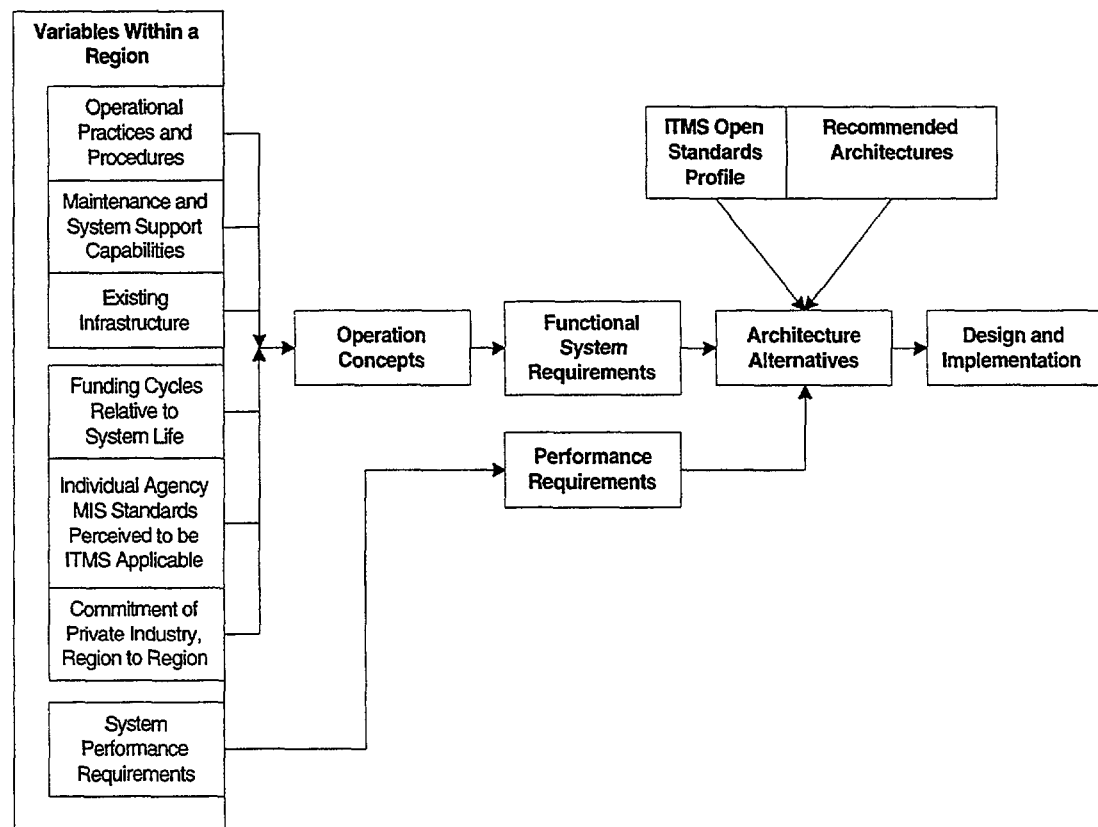 Variables Within a
Region
Operational
Practices and
Procedures
Maintenance and
System Support
Capabilities
Existing
Infrastructure
Funding Cycles
Relative to
System Life
Individual Agency
MIS Standards
Perceived to be
ITMS Applicable
Commitment of
Private Industry,
Region to Region
System
Performance
Requirements
Operation
Concepts
Functional
System
Requirements
Performance
Requirements
ITMS Open
Standards
Profile
Recommended
Architectures
Architecture
Alternatives
Design and
Implementation